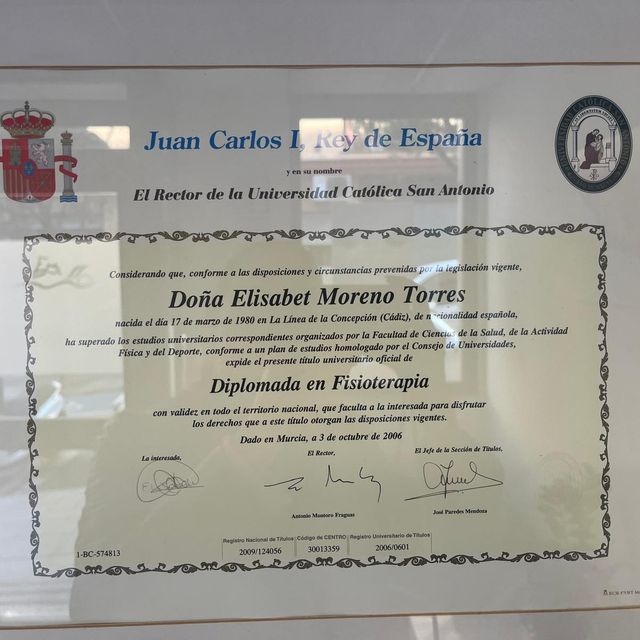 Juan Carlos I, Rey de España
y en su nombre
El Rector de la Universidad Católica San Antonio
Considerando que, conforme a las disposiciones y circunstancias prevenidas por la legislación vigente,
Doña Elisabet Moreno Torres
nacida el día 17 de marzo de 1980 en La Línea de la Concepción (Cádiz), de nacionalidad española,
ha superado los estudios universitarios correspondientes organizados por la Facultad de Ciencias de la Salud, de la Actividad
Física y del Deporte, conforme a un plan de estudios homologado por el Consejo de Universidades,
expide el presente título universitario oficial de
Diplomada en Fisioterapia
con validez en todo el territorio nacional, que faculta a la interesada para disfrutar
los derechos que a este título otorgan las disposiciones vigentes.
Dado en Murcia, a 3 de octubre de 2006
La interesada, El Rector, El Jefe de la Sección de Títulos,
Antonio Montoro Fraguas José Paredes Mendoza
Registro Nacional de Títulos Código de CENTRO Registro Universitario de Títulos
1-BC-574813 2009/124056 30013359 2006/0601